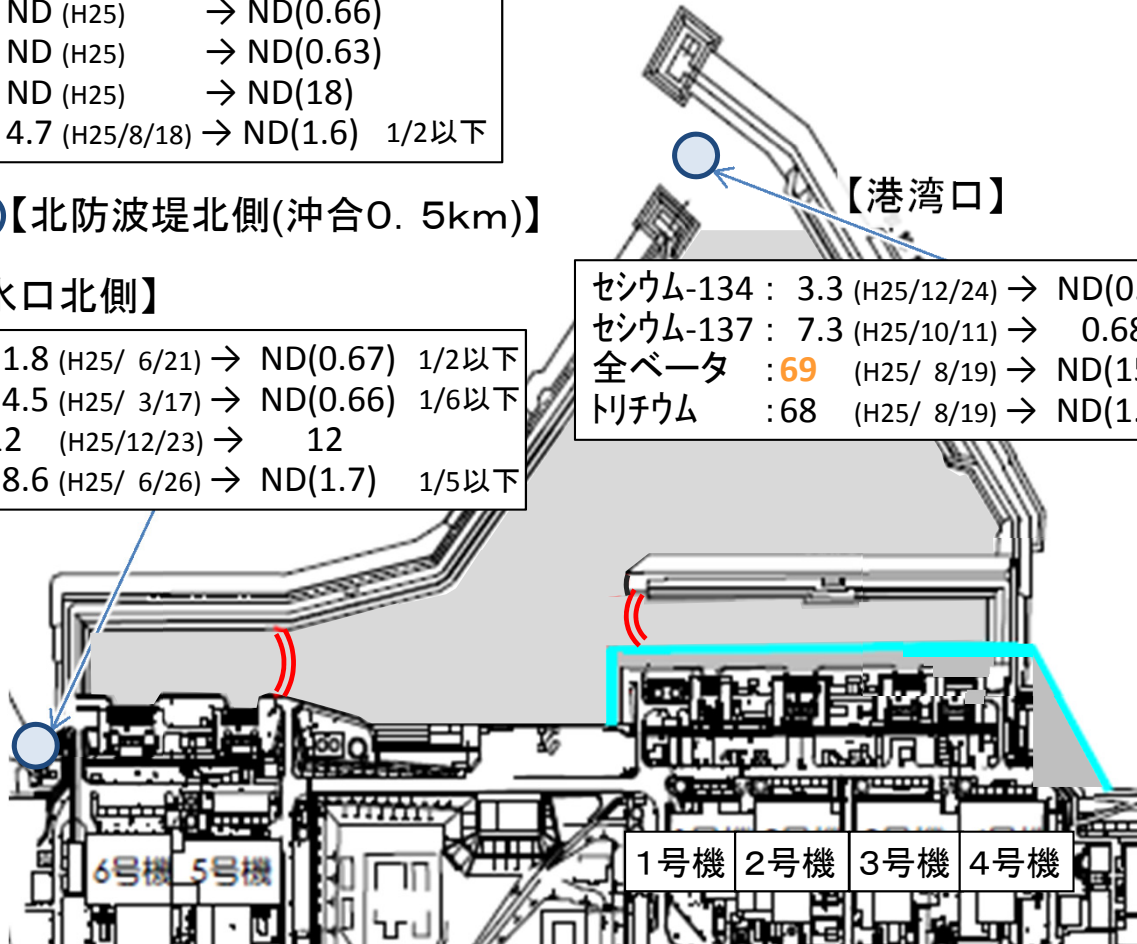 ND (H25) → ND(0.66)
ND (H25) → ND(0.63)
ND (H25) → ND(18)
4.7 (H25/8/18) → ND(1.6) 1/2以下
【北防波堤北側(沖合0．5km)】
【港湾口】
水口北側】
セシウム-134 : 3.3 (H25/12/24) → ND(0.
セシウム-137 : 7.3 (H25/10/11) → 0.68
全ベータ :69 (H25/ 8/19) → ND(15
トリチウム :68 (H25/ 8/19) → ND(1.
1.8 (H25/ 6/21) → ND(0.67) 1/2以下
4.5 (H25/ 3/17) → ND(0.66) 1/6以下
12 (H25/12/23) → 12
8.6 (H25/ 6/26) → ND(1.7) 1/5以下
6号機 5号機
1号機 2号機 3号機 4号機